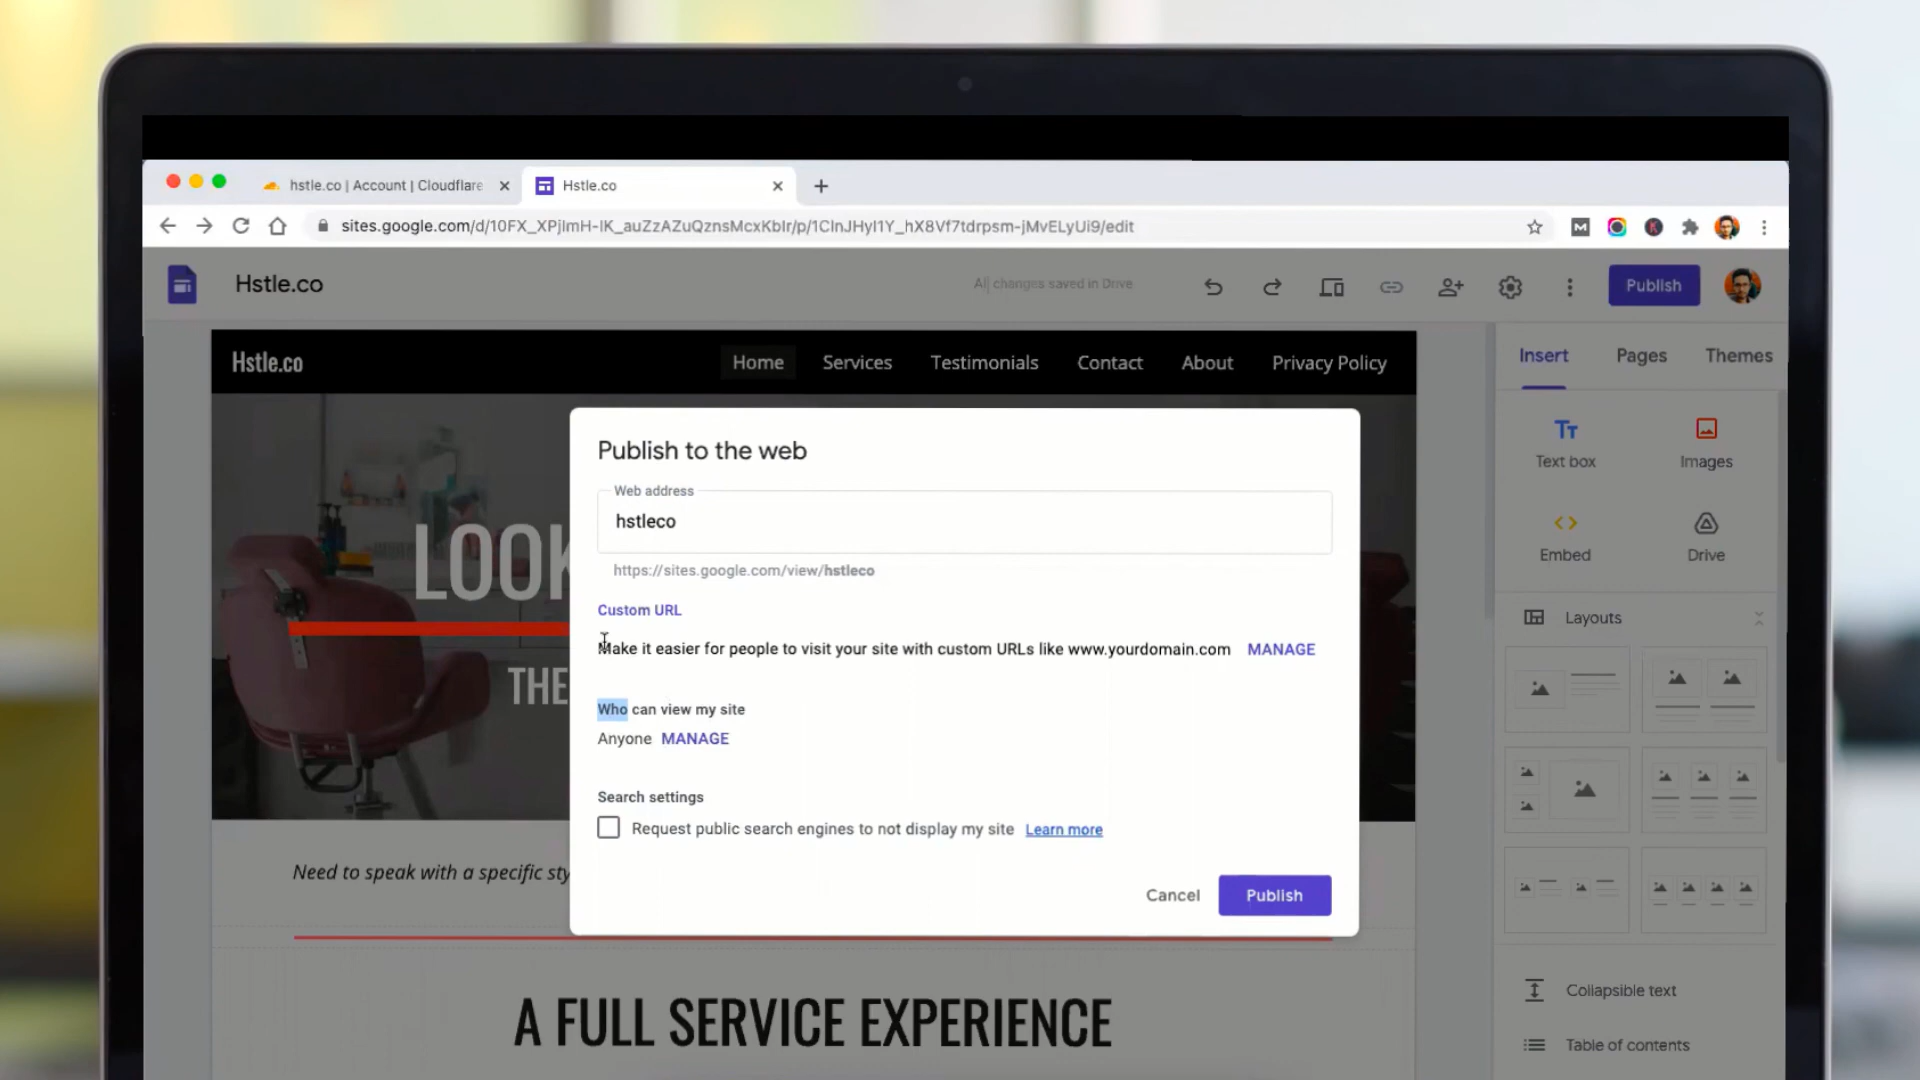 hstle.co | Account | Cloudflare
Hstle.co
sites.google.com/d/10FX_XPjlmH-lK_auZzAZuQznsMcxKbIr/p/1ClnJHyI1Y_hX8Vf7tdrpsm-jMvELyUi9/edit
Hstle.co
All changes saved in Drive
Publish
Hstle.co
Home
Services
Testimonials
Contact
About
Privacy Policy
Insert
Pages
Themes
LOOK
THE
Publish to the web
Web address
hstleco
https://sites.google.com/view/hstleco
Custom URL
Make it easier for people to visit your site with custom URLs like www.yourdomain.com MANAGE
Who can view my site
Anyone MANAGE
Search settings
Request public search engines to not display my site Learn more
Cancel
Publish
Tт
Text box
Images
Embed
Drive
Layouts
Collapsible text
Table of contents
Need to speak with a specific sty
A FULL SERVICE EXPERIENCE